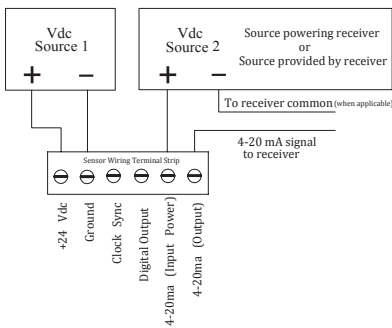 Vdc
Source 1
+ −
Vdc
Source 2
+ −
Source powering receiver
or
Source provided by receiver
To receiver common (when applicable)
4-20 mA signal
to receiver
Sensor Wiring Terminal Strip
+24 Vdc
Ground
Clock Sync
Digital Output
4-20ma (Input Power)
4-20ma (Output)